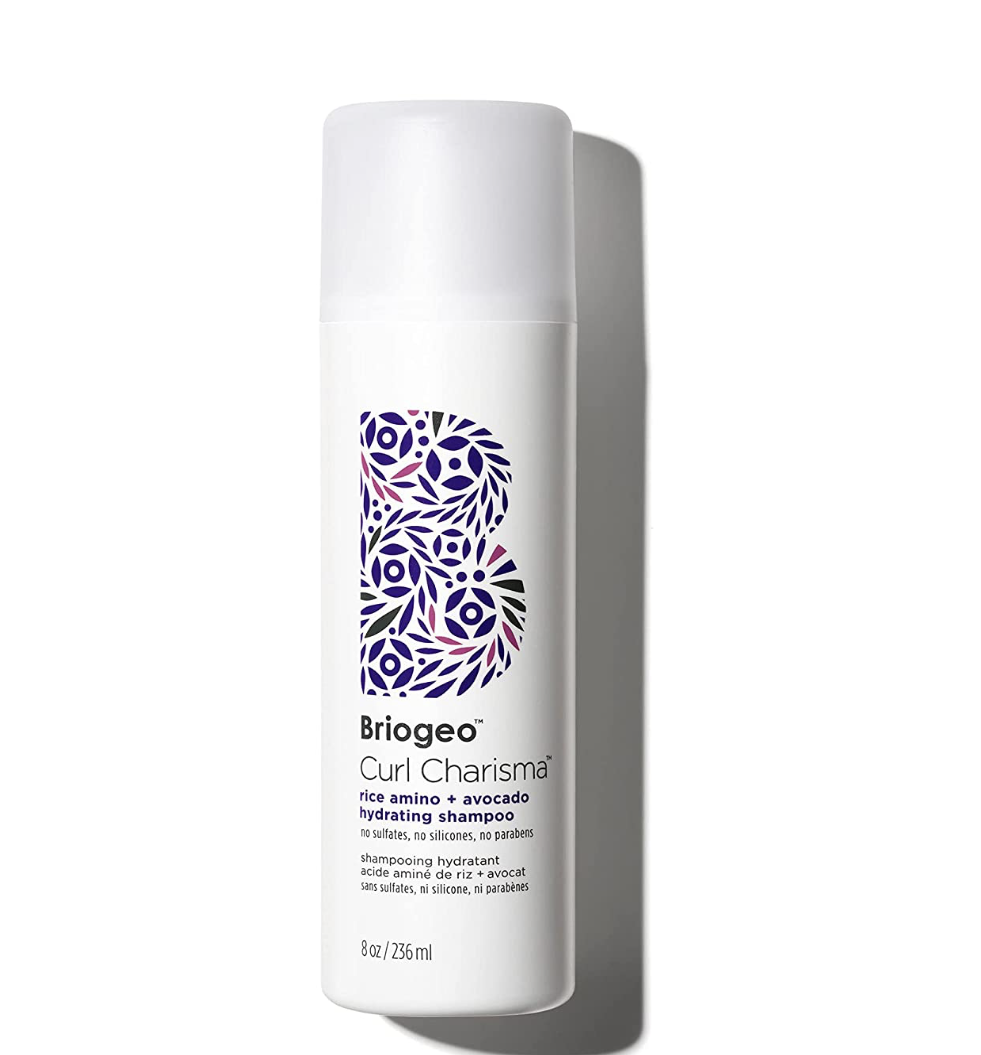 Briogeo™
Curl Charisma™
rice amino + avocado
hydrating shampoo
no sulfates, no silicones, no parabens
shampooing hydratant
acide aminé de riz + avocat
sans sulfates, ni silicone, ni parabènes
8 oz / 236 ml